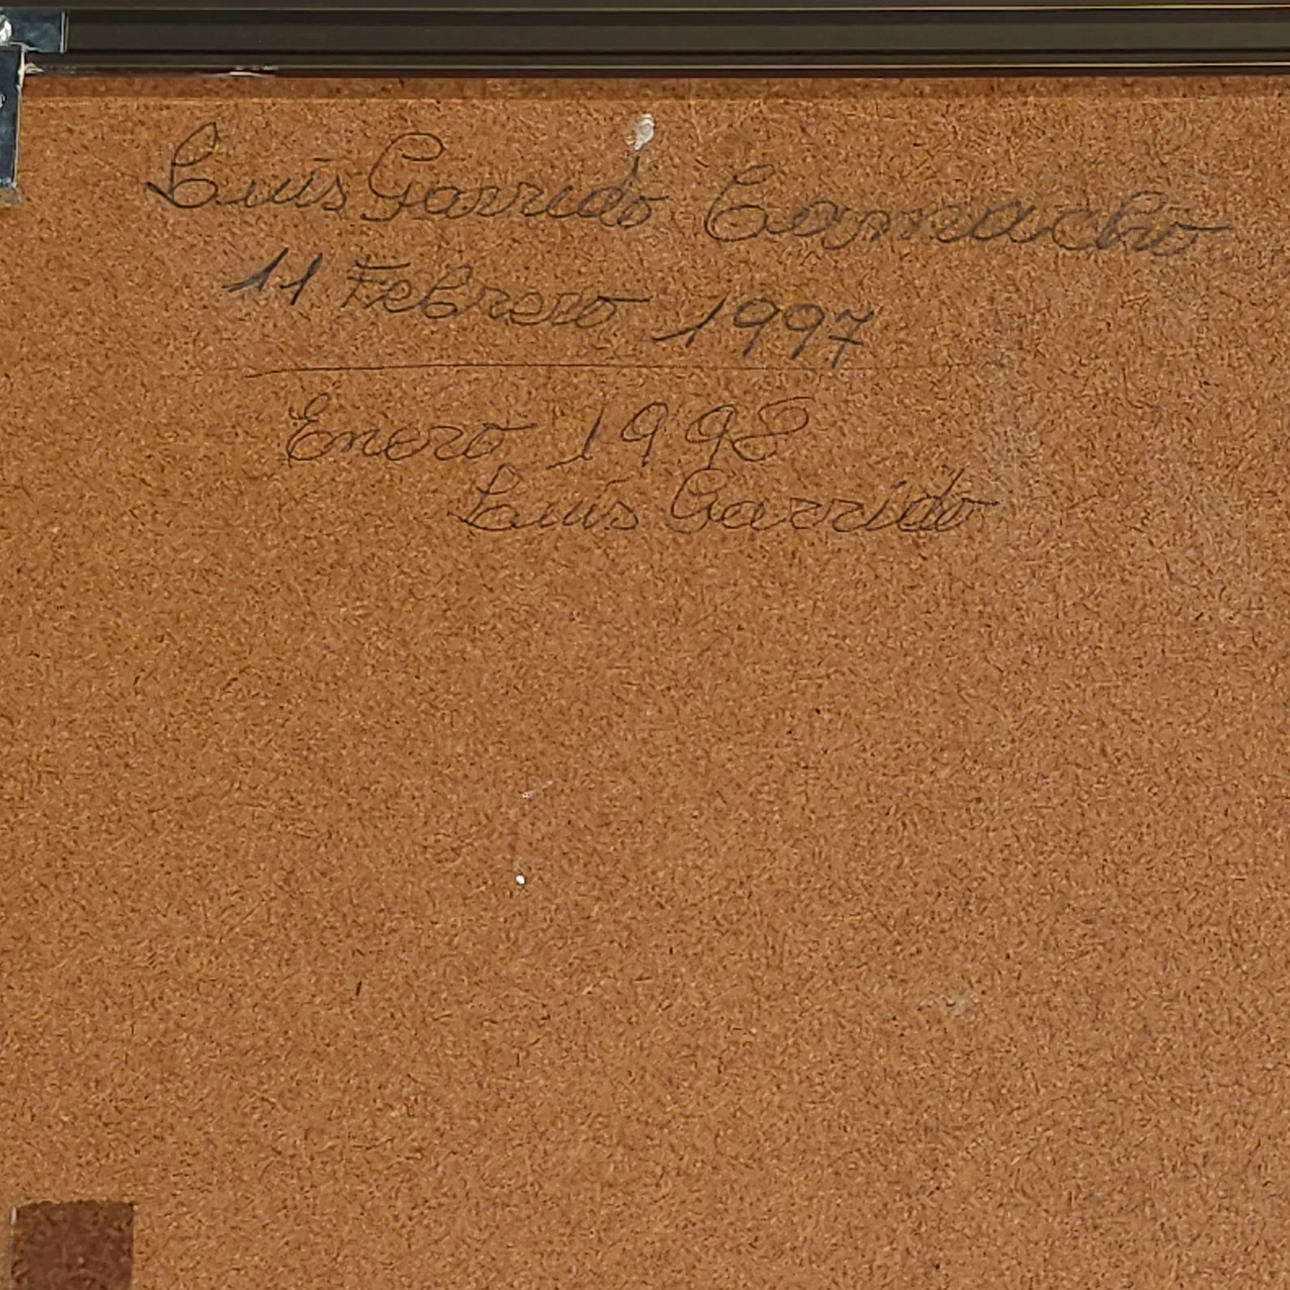 Luis Garrido Camacho
11 Febrero 1997
Enero 1998
Luis Garrido